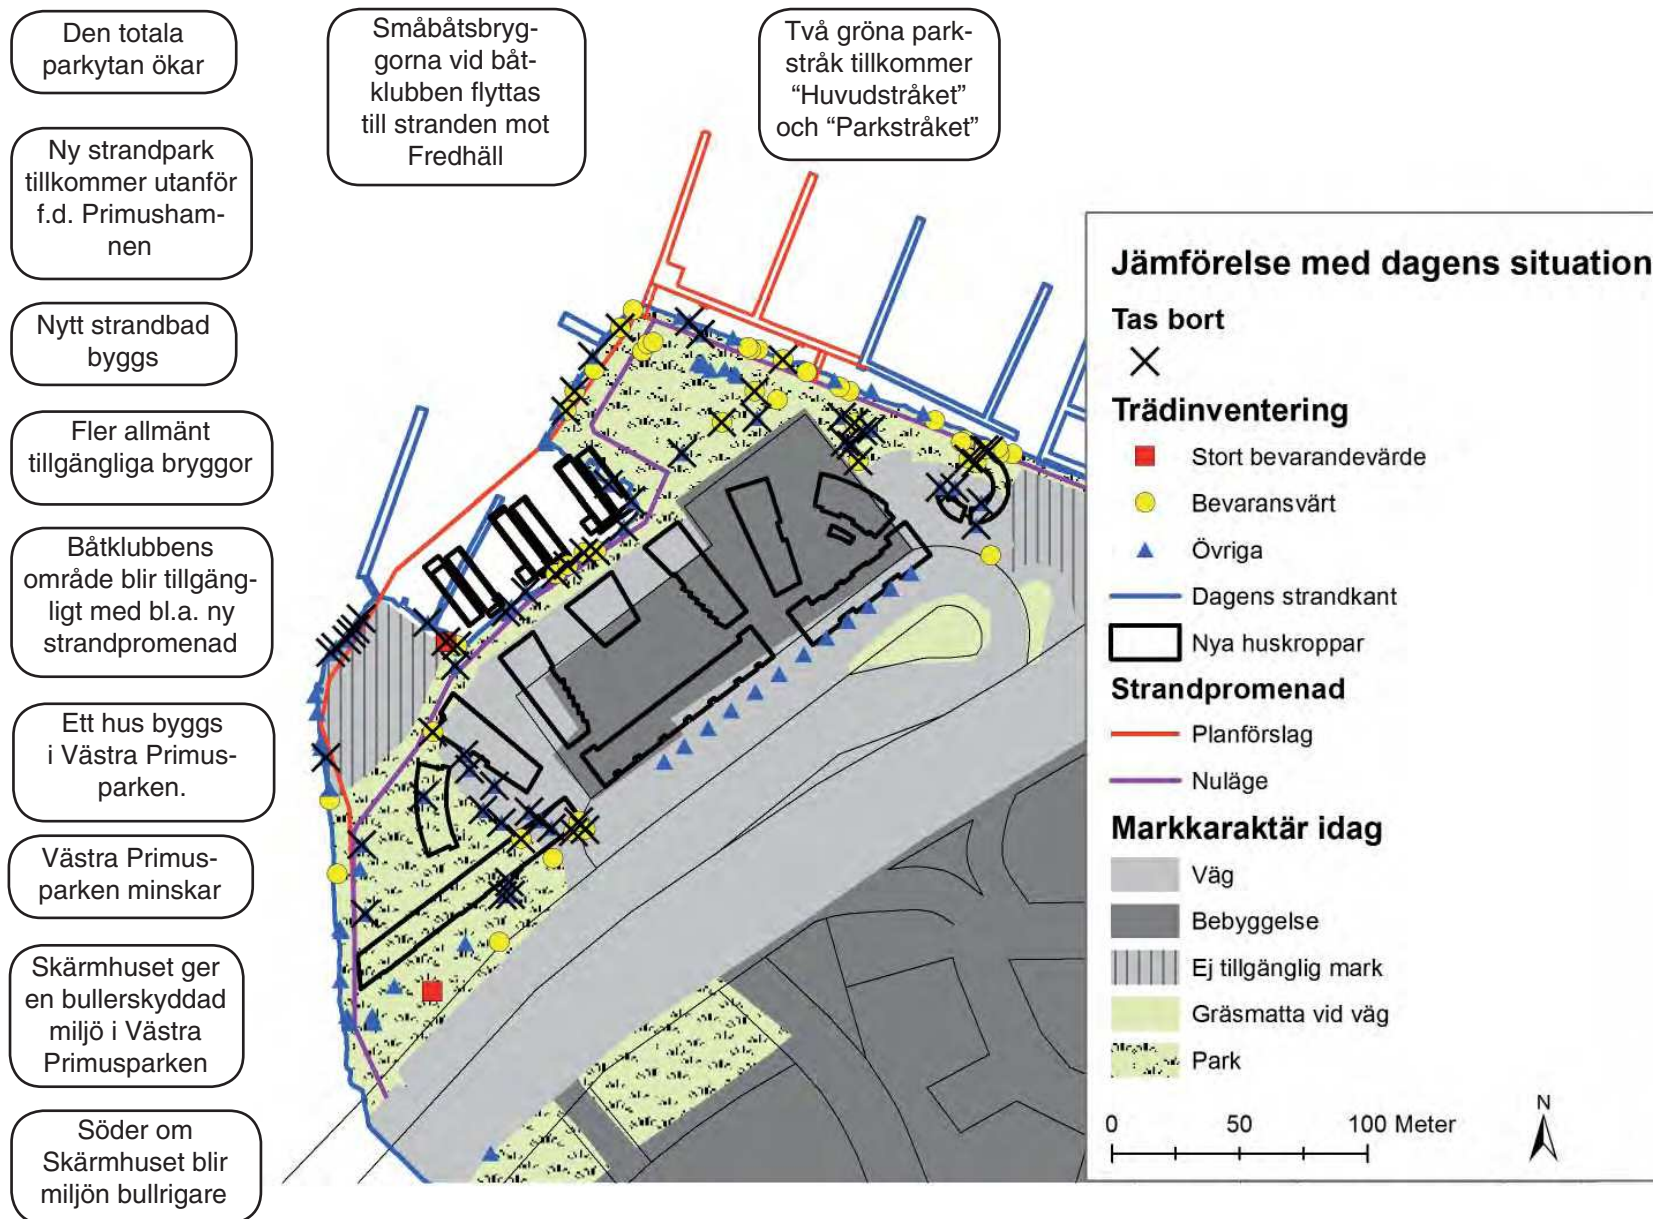 Den totala
parkytan ökar
Ny strandpark
tillkommer utanför
f.d. Primusham-
nen
Nytt strandbad
byggs
Fler allmänt
tillgängliga bryggor
Båtklubbens
område blir tillgäng-
ligt med bl.a. ny
strandpromenad
Ett hus byggs
i Västra Primus-
parken.
Västra Primus-
parken minskar
Skärmhuset ger
en bullerskyddad
miljö i Västra
Primusparken
Söder om
Skärmhuset blir
miljön bullrigare
Småbåtsbryg-
gorna vid båt-
klubben flyttas
till stranden mot
Fredhäll
Två gröna park-
stråk tillkommer
“Huvudstråket”
och “Parkstråket”
Jämförelse med dagens situation
Tas bort
Trädinventering
Stort bevarandevärde
Bevaransvärt
Övriga
Dagens strandkant
Nya huskroppar
Strandpromenad
Planförslag
Nuläge
Markkaraktär idag
Väg
Bebyggelse
Ej tillgänglig mark
Gräsmatta vid väg
Park
0 50 100 Meter
N